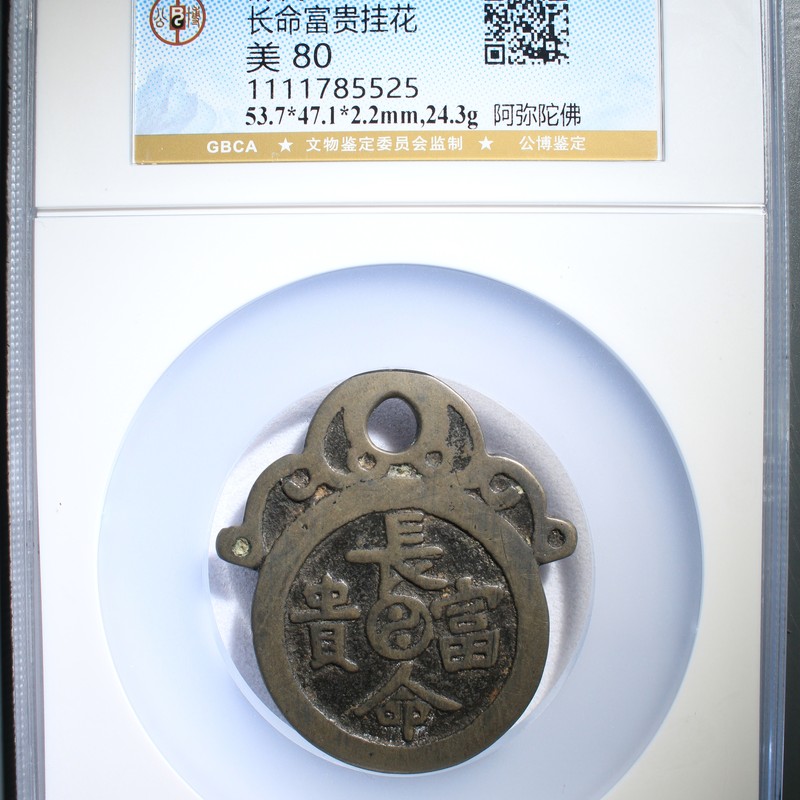 公博
长命富贵挂花
美 80
1111785525
53.7*47.1*2.2mm,24.3g 阿弥陀佛
GBCA ★ 文物鉴定委员会监制 ★ 公博鉴定
長
貴 富
命